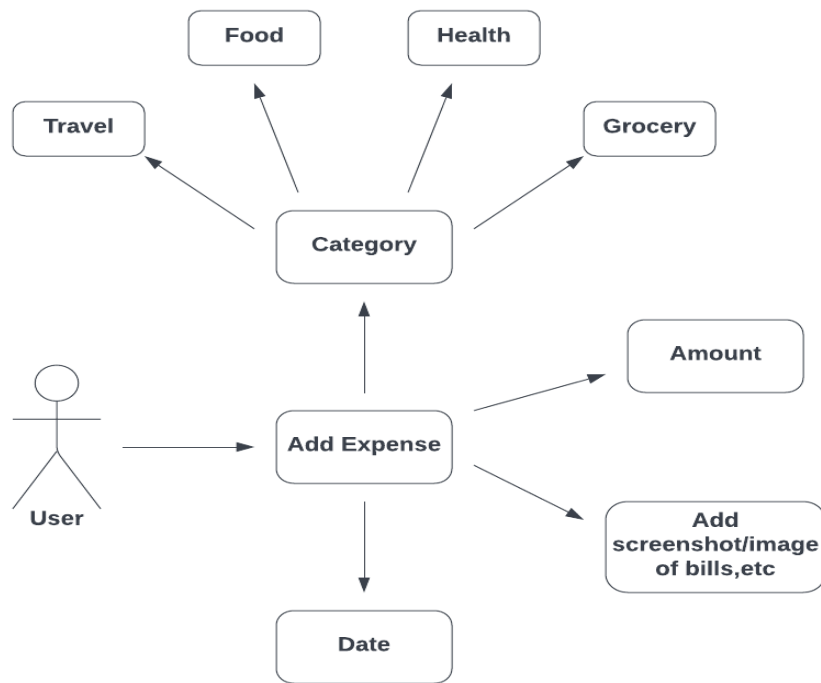 Food
Health
Travel
Grocery
Category
Amount
Add Expense
User
Add
screenshot/image
of bills,etc
Date